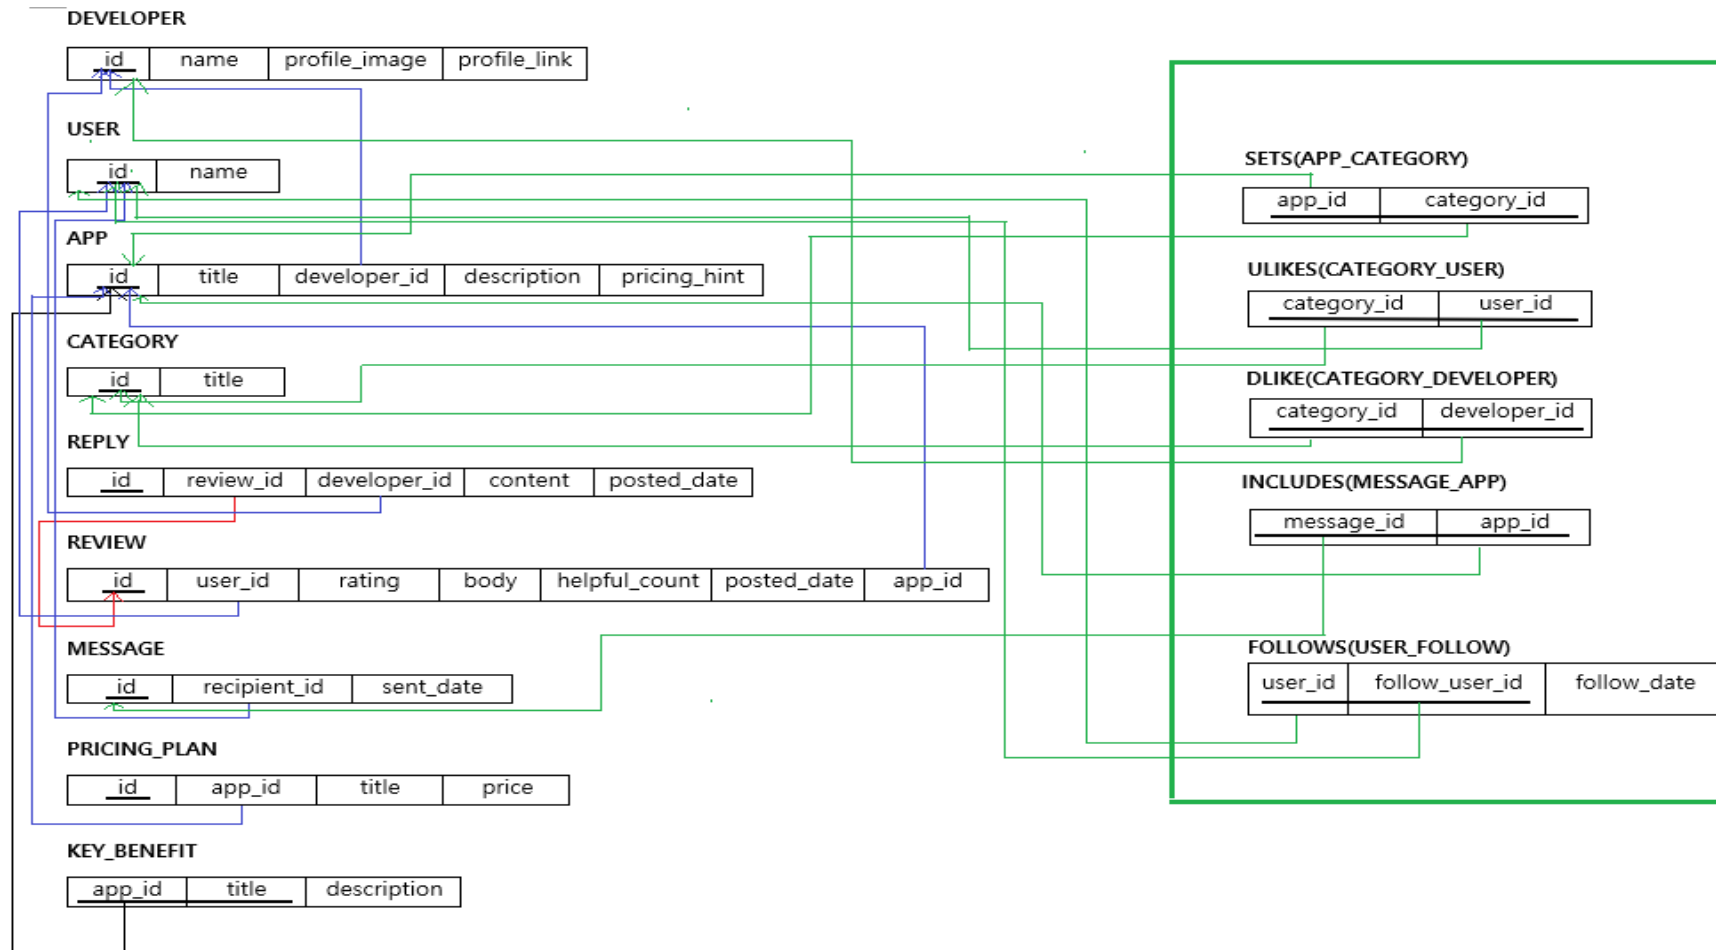 DEVELOPER
id name profile_image profile_link
USER
id name
APP
id title developer_id description pricing_hint
CATEGORY
id title
REPLY
id review_id developer_id content posted_date
REVIEW
id user_id rating body helpful_count posted_date app_id
MESSAGE
id recipient_id sent_date
PRICING_PLAN
id app_id title price
KEY_BENEFIT
app_id title description
SETS(APP_CATEGORY)
app_id category_id
ULIKES(CATEGORY_USER)
category_id user_id
DLIKE(CATEGORY_DEVELOPER)
category_id developer_id
INCLUDES(MESSAGE_APP)
message_id app_id
FOLLOWS(USER_FOLLOW)
user_id follow_user_id follow_date